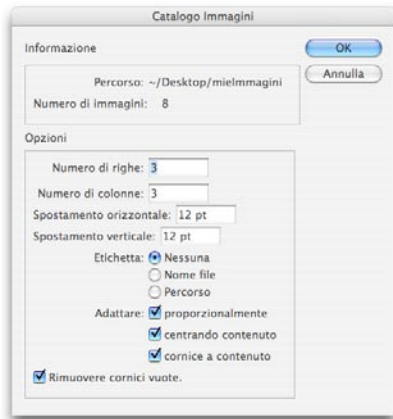 Catalogo Immagini
Informazione
OK
Annulla
Percorso: ~/Desktop/mieImmagini
Numero di immagini: 8
Opzioni
Numero di righe: 3
Numero di colonne: 3
Spostamento orizzontale: 12 pt
Spostamento verticale: 12 pt
Etichetta: Nessuna
Nome file
Percorso
Adattare: proporzionalmente
centrando contenuto
cornice a contenuto
Rimuovere cornici vuote.